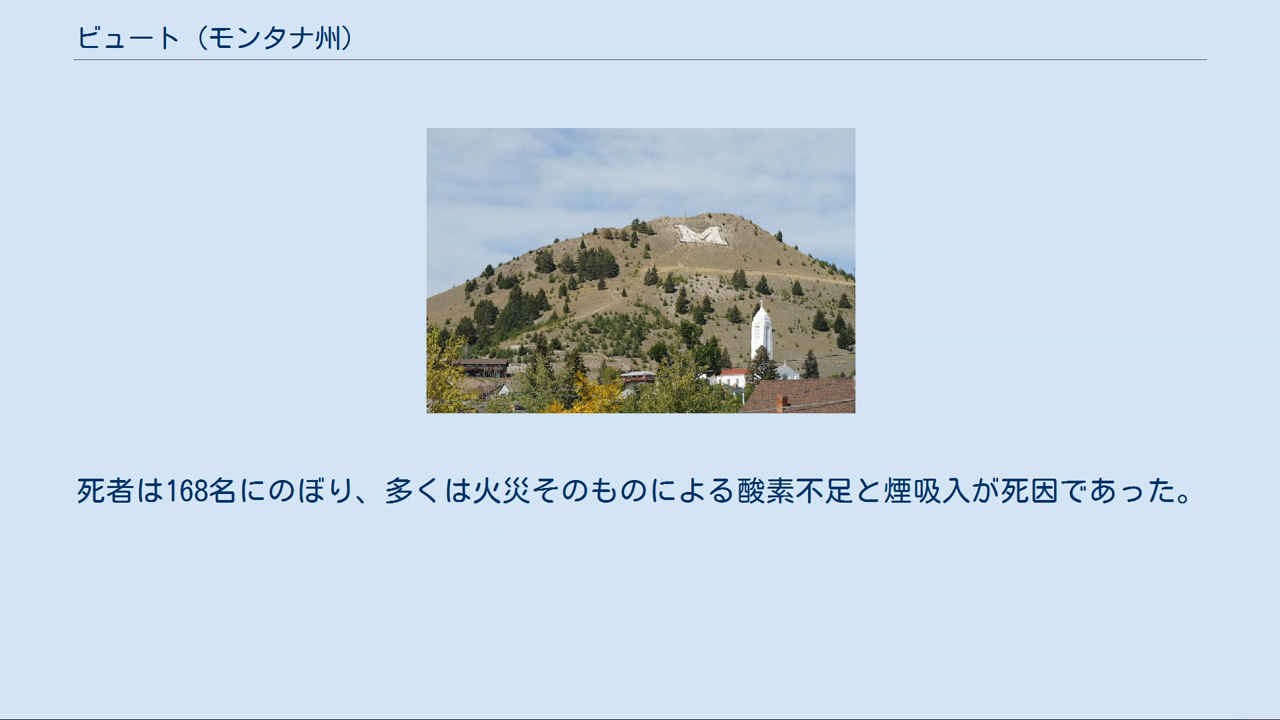 ビュート（モンタナ州）
M
死者は168名にのぼり、多くは火災そのものによる酸素不足と煙吸入が死因であった。